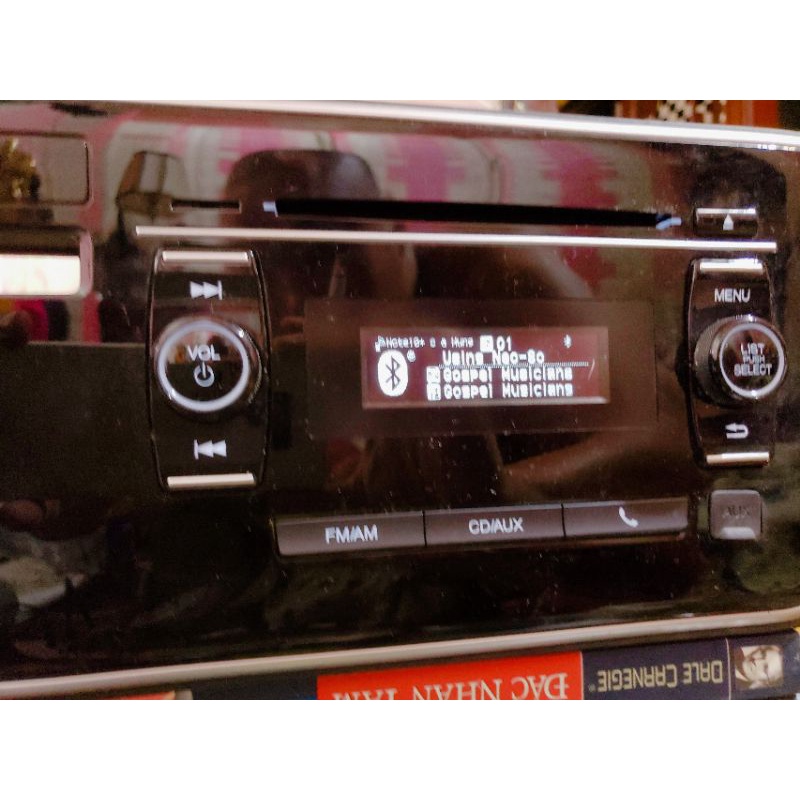 MENU
VOL
LIST
PUSH
SELECT
01
Using Neo-So
Gospel Musicians
Gospel Musicians
FM/AM
CD/AUX
AUX
ĐẮC NHÂN TÂM
DALE CARNEGIE